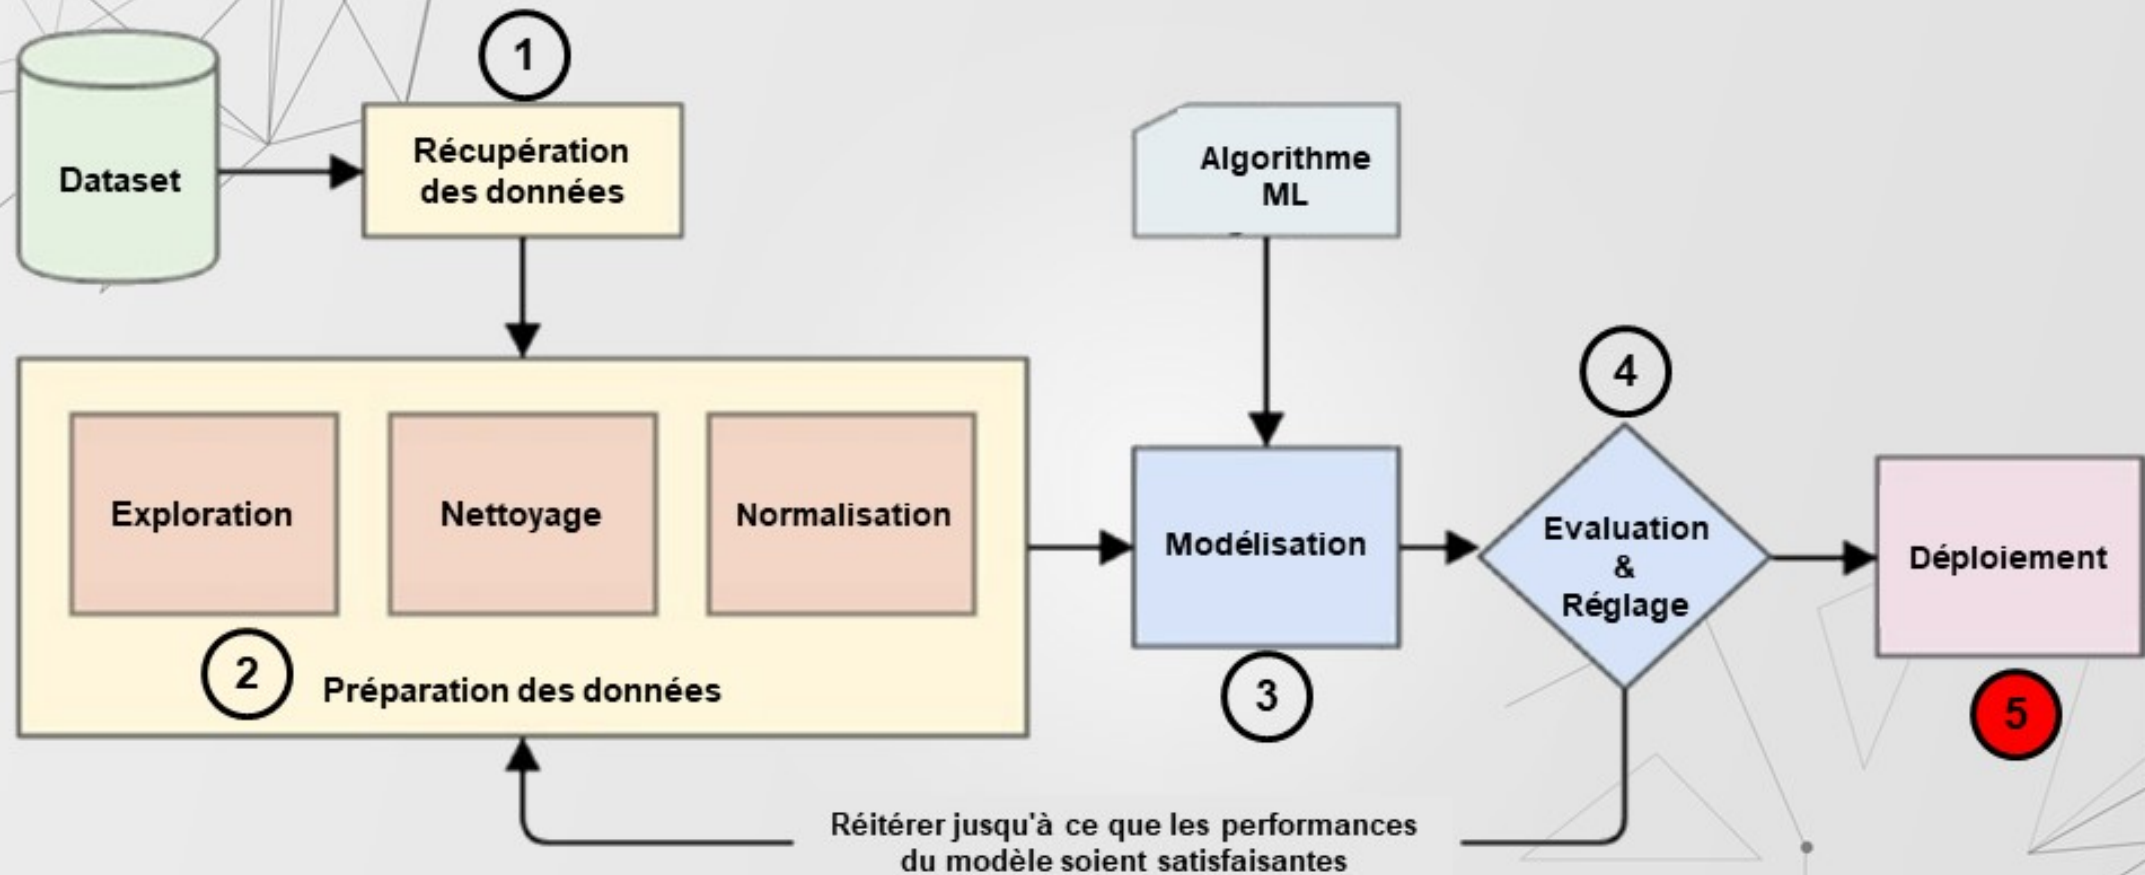 1
Dataset
Récupération
des données
Algorithme
ML
4
Exploration
Nettoyage
Normalisation
Modélisation
Evaluation
&
Réglage
Déploiement
2
Préparation des données
3
5
Réitérer jusqu'à ce que les performances
du modèle soient satisfaisantes